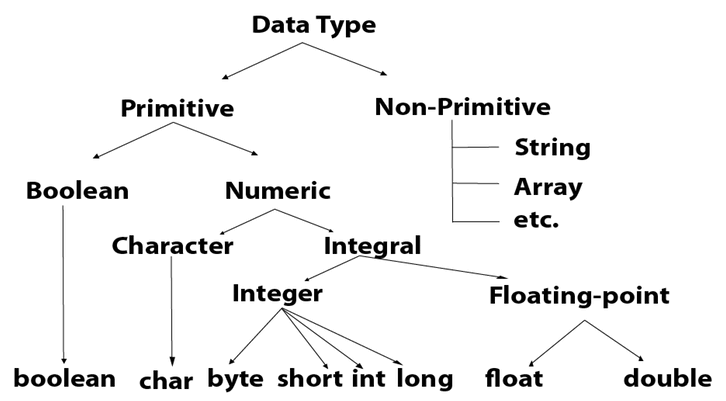 Data Type
Primitive
Non-Primitive
String
Array
etc.
Boolean
Numeric
Character
Integral
Integer
Floating-point
boolean
char
byte
short
int
long
float
double